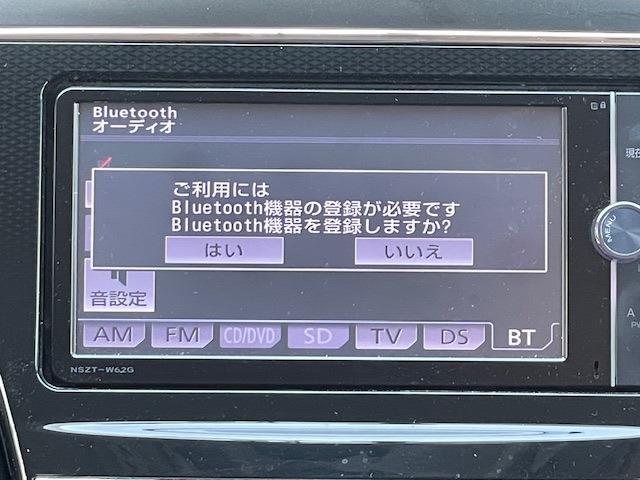 Bluetooth
オーディオ
ご利用には
Bluetooth機器の登録が必要です
Bluetooth機器を登録しますか?
はい いいえ
音設定
AM FM CD/DVD SD TV DS BT
NSZT-W62G
現在
MENU
A